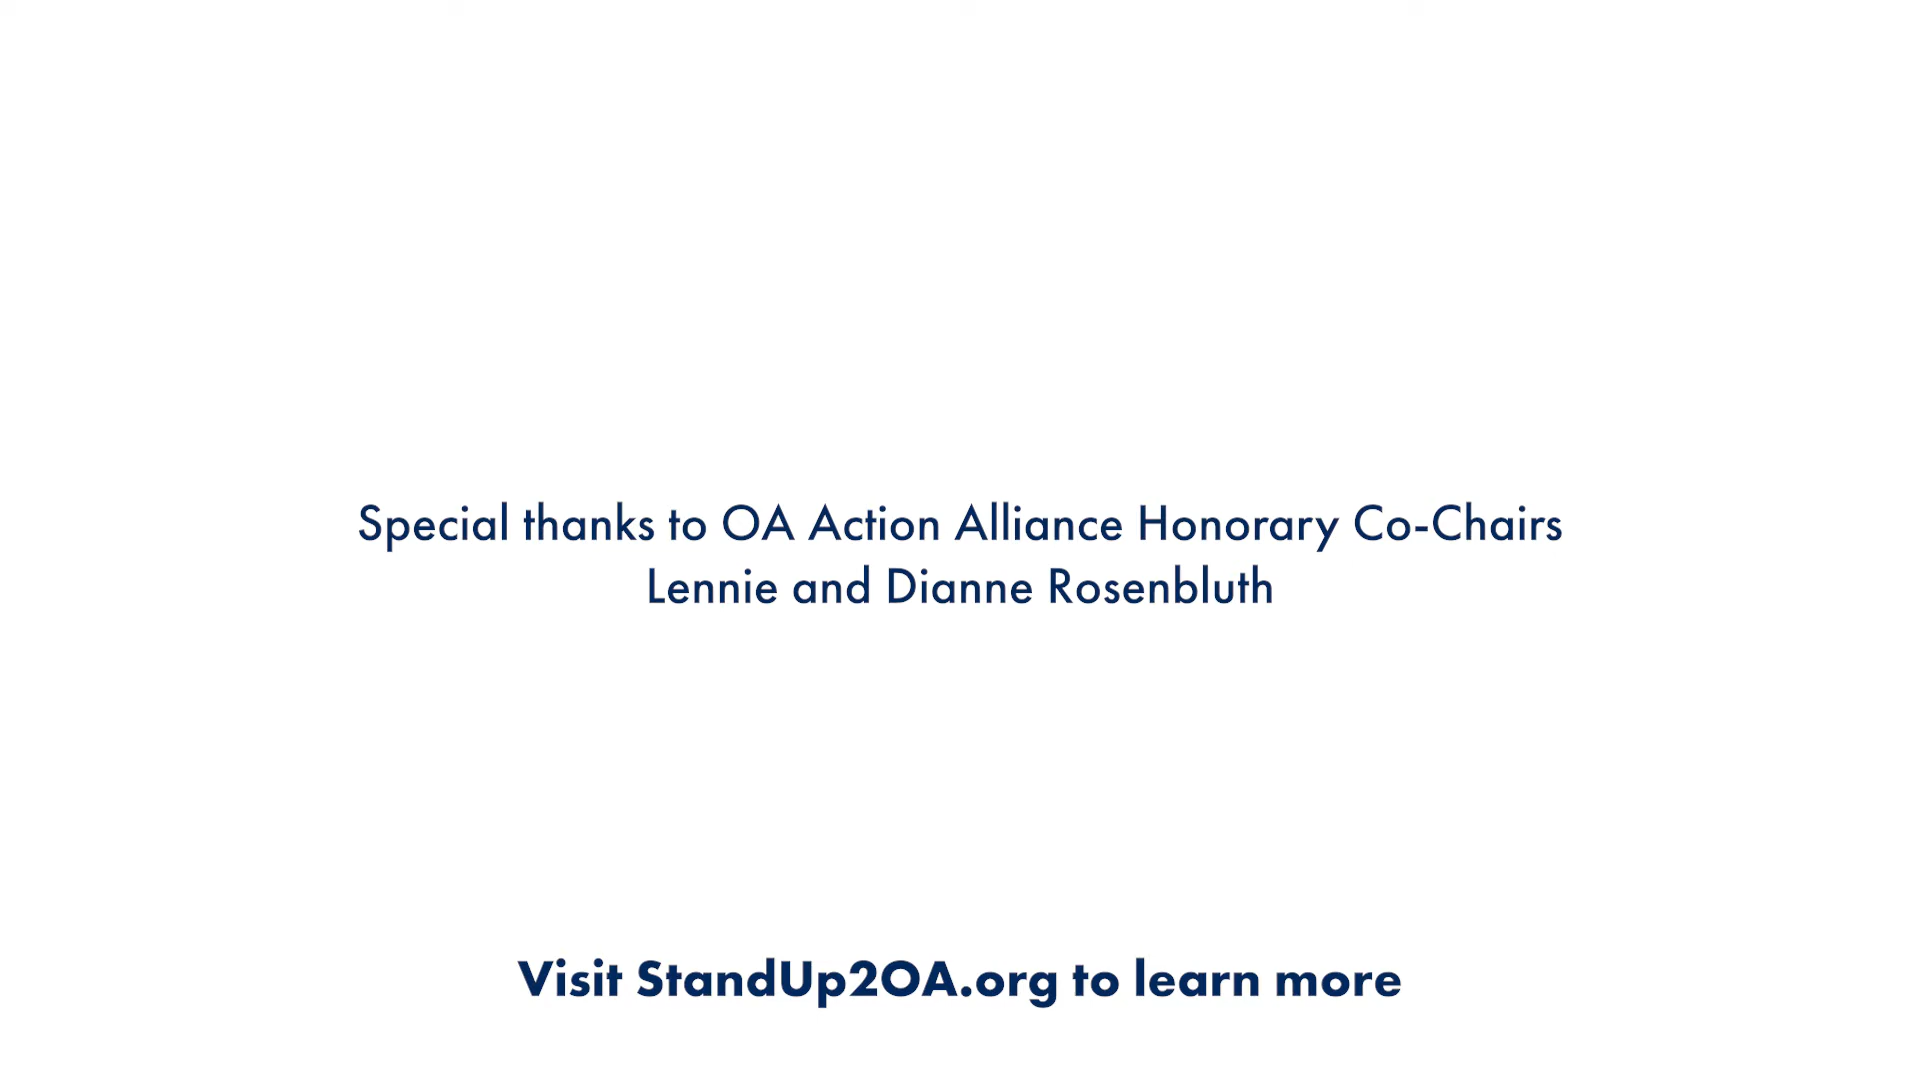 Special thanks to OA Action Alliance Honorary Co-Chairs
Lennie and Dianne Rosenbluth
Visit StandUp2OA.org to learn more